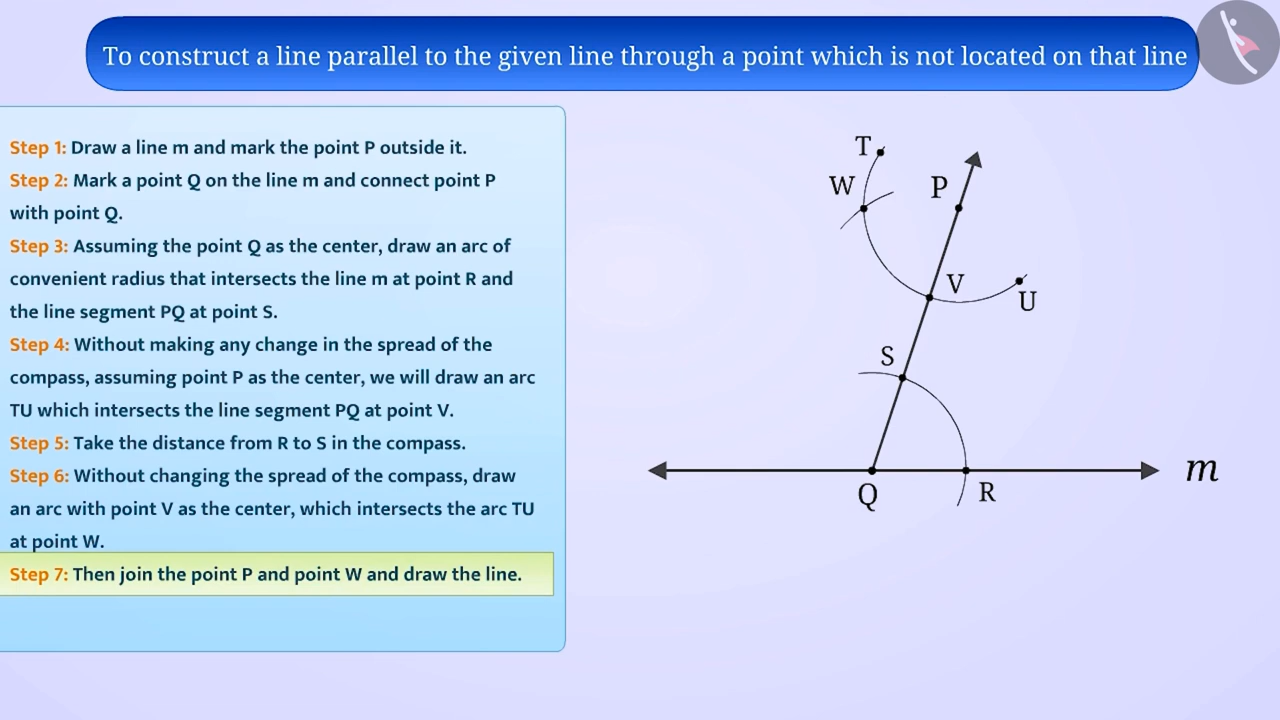 To construct a line parallel to the given line through a point which is not located on that line
Step 1: Draw a line m and mark the point P outside it.
Step 2: Mark a point Q on the line m and connect point P
with point Q.
Step 3: Assuming the point Q as the center, draw an arc of
convenient radius that intersects the line m at point R and
the line segment PQ at point S.
Step 4: Without making any change in the spread of the
compass, assuming point P as the center, we will draw an arc
TU which intersects the line segment PQ at point V.
Step 5: Take the distance from R to S in the compass.
Step 6: Without changing the spread of the compass, draw
an arc with point V as the center, which intersects the arc TU
at point W.
Step 7: Then join the point P and point W and draw the line.
T
W
P
V
U
S
m
Q
R